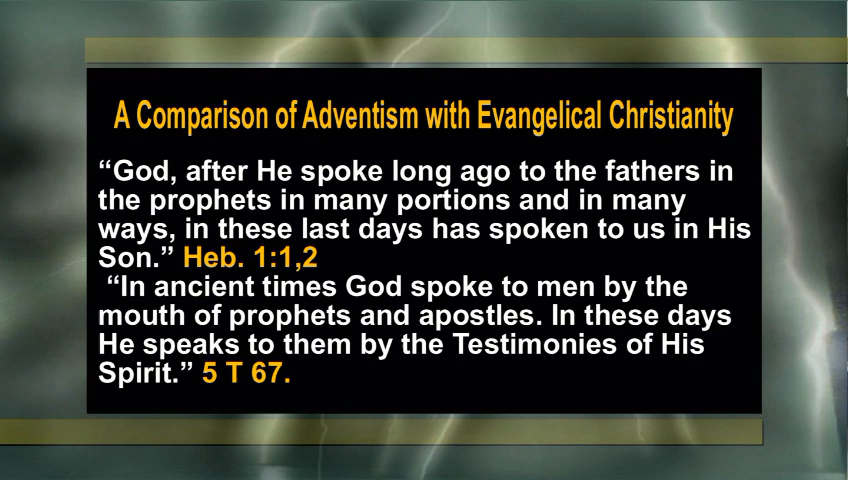 A Comparison of Adventism with Evangelical Christianity
“God, after He spoke long ago to the fathers in
the prophets in many portions and in many
ways, in these last days has spoken to us in His
Son.” Heb. 1:1,2
“In ancient times God spoke to men by the
mouth of prophets and apostles. In these days
He speaks to them by the Testimonies of His
Spirit.” 5 T 67.